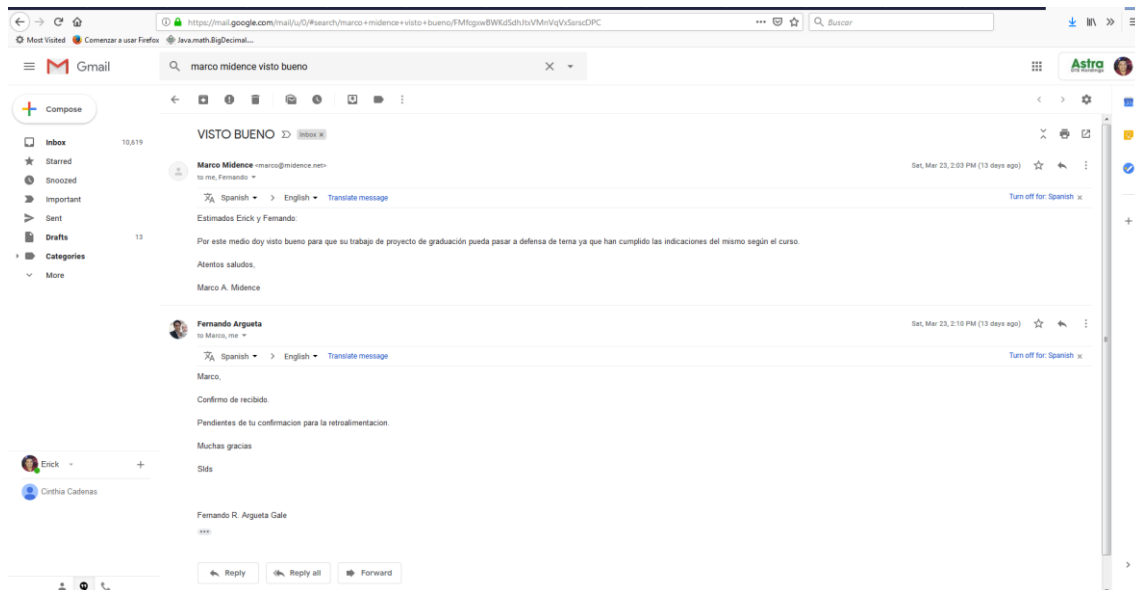 https://mail.google.com/mail/u/0/#search/marco+midence+visto+bueno/FMfcgxwBWKdSdhJtxVMnVqVxSsrscDPC
Buscar
Most Visited Comenzar a usar Firefox Java.math.BigDecimal....
Gmail
marco midence visto bueno
Astra
Compose
Inbox 10,619
Starred
Snoozed
Important
Sent
Drafts 13
Categories
More
VISTO BUENO Inbox x
Marco Midence <marco@midence.net>
Sat, Mar 23, 2:03 PM (13 days ago)
to me, Fernando
Spanish > English Translate message
Turn off for: Spanish x
Estimados Erick y Fernando:
Por este medio doy visto bueno para que su trabajo de proyecto de graduación pueda pasar a defensa de terna ya que han cumplido las indicaciones del mismo según el curso.
Atentos saludos,
Marco A. Midence
Fernando Argueta
Sat, Mar 23, 2:10 PM (13 days ago)
to Marco, me
Spanish > English Translate message
Turn off for: Spanish x
Marco,
Confirmo de recibido.
Pendientes de tu confirmacion para la retroalimentacion.
Muchas gracias
Slds
Fernando R. Argueta Gale
Reply Reply all Forward
Erick
Cinthia Cadenas